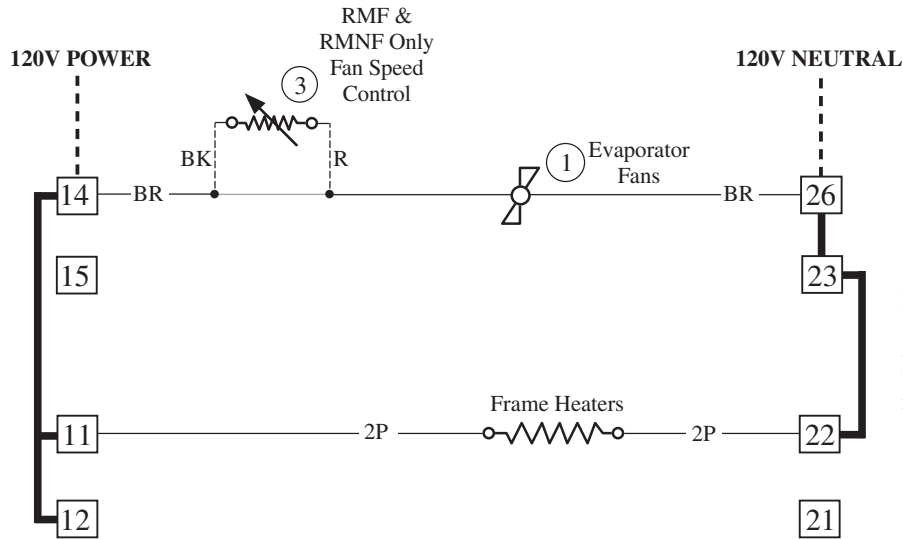 RMF &
RMNF Only
Fan Speed
Control
120V POWER
120V NEUTRAL
3
BK
R
1
Evaporator
Fans
14
BR
BR
26
15
23
Frame Heaters
11
2P
2P
22
12
21